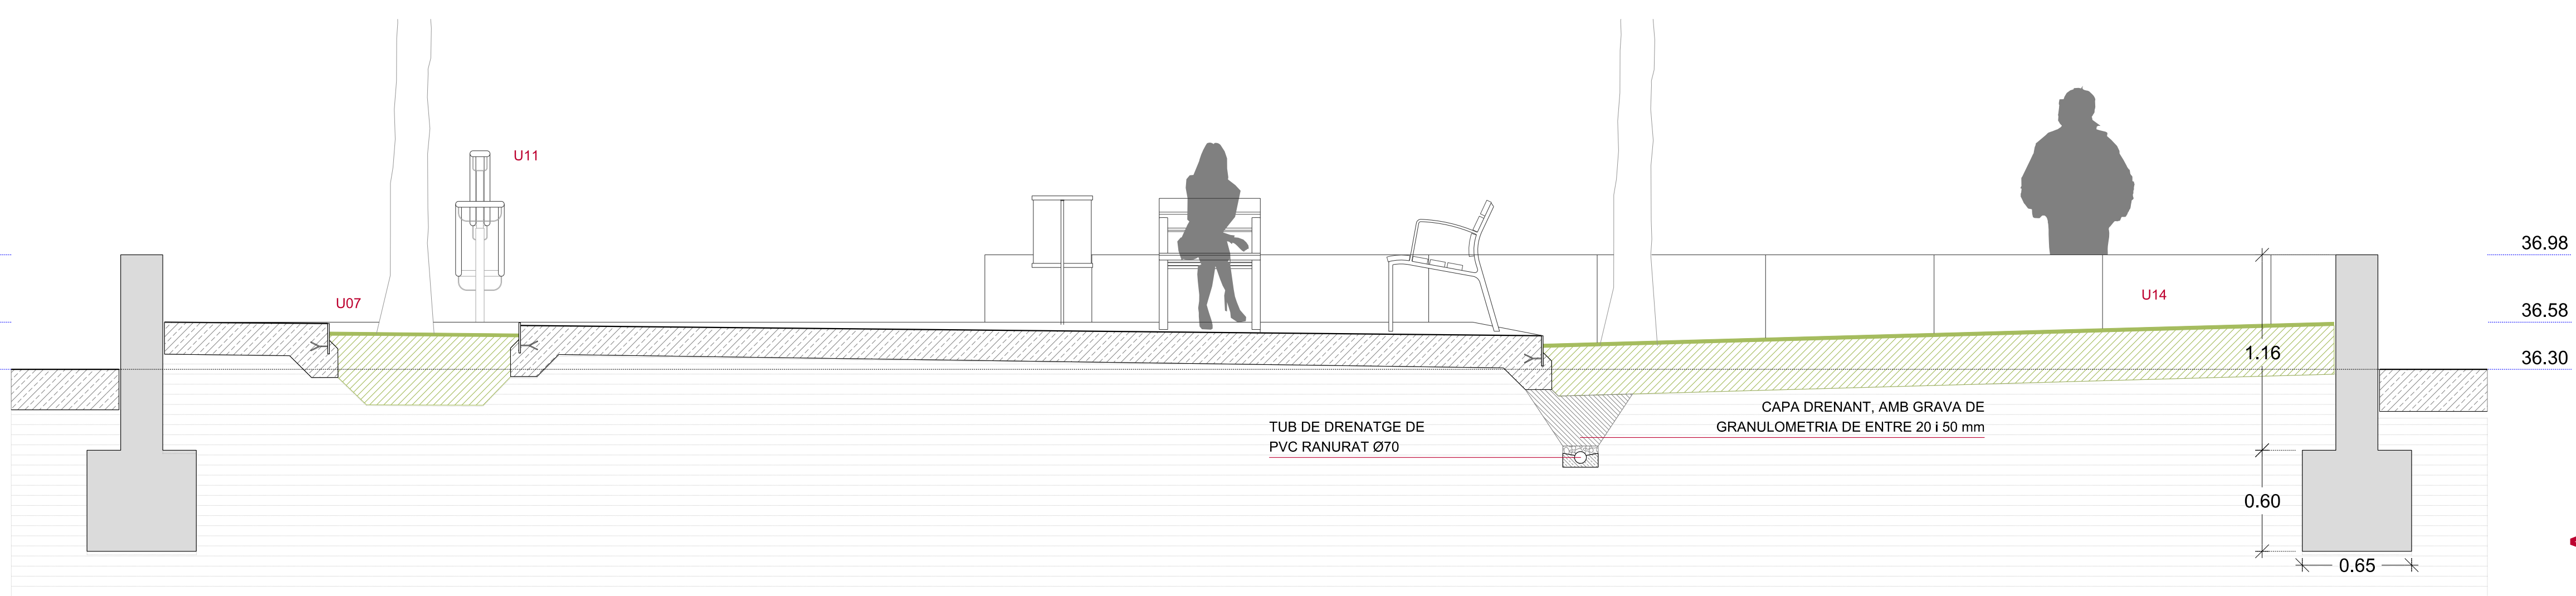 U11
36.98
U07
U14
36.58
1.16
36.30
TUB DE DRENATGE DE
PVC RANURAT Ø70
CAPA DRENANT, AMB GRAVA DE
GRANULOMETRIA DE ENTRE 20 i 50 mm
0.60
0.65